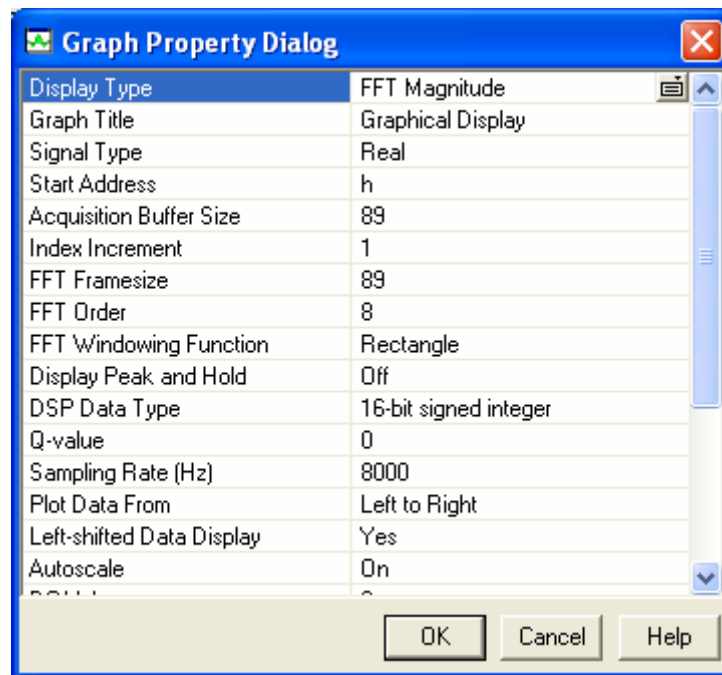 Graph Property Dialog
Display Type FFT Magnitude
Graph Title Graphical Display
Signal Type Real
Start Address h
Acquisition Buffer Size 89
Index Increment 1
FFT Framesize 89
FFT Order 8
FFT Windowing Function Rectangle
Display Peak and Hold Off
DSP Data Type 16-bit signed integer
Q-value 0
Sampling Rate (Hz) 8000
Plot Data From Left to Right
Left-shifted Data Display Yes
Autoscale On
OK Cancel Help